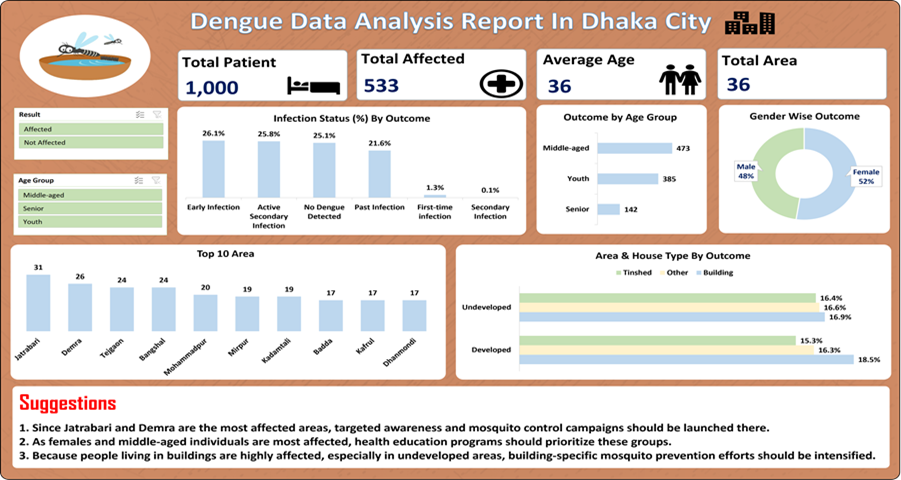 Dengue Data Analysis Report In Dhaka City
Total Patient
1,000
Total Affected
533
Average Age
36
Total Area
36
Result
Affected
Not Affected
Age Group
Middle-aged
Senior
Youth
Infection Status (%) By Outcome
26.1%
25.8%
25.1%
21.6%
1.3%
0.1%
Early Infection
Active Secondary Infection
No Dengue Detected
Past Infection
First-time infection
Secondary Infection
Outcome by Age Group
Middle-aged 473
Youth 385
Senior 142
Gender Wise Outcome
Male
48%
Female
52%
Top 10 Area
31
26
24
24
20
19
19
17
17
17
Jatrabari
Demra
Tejgaon
Bangshal
Mohammadpur
Mirpur
Kadamtali
Badda
Kafrul
Dhanmondi
Area & House Type By Outcome
Tinshed Other Building
Undeveloped
16.4%
16.6%
16.9%
Developed
15.3%
16.3%
18.5%
Suggestions
1. Since Jatrabari and Demra are the most affected areas, targeted awareness and mosquito control campaigns should be launched there.
2. As females and middle-aged individuals are most affected, health education programs should prioritize these groups.
3. Because people living in buildings are highly affected, especially in undeveloped areas, building-specific mosquito prevention efforts should be intensified.